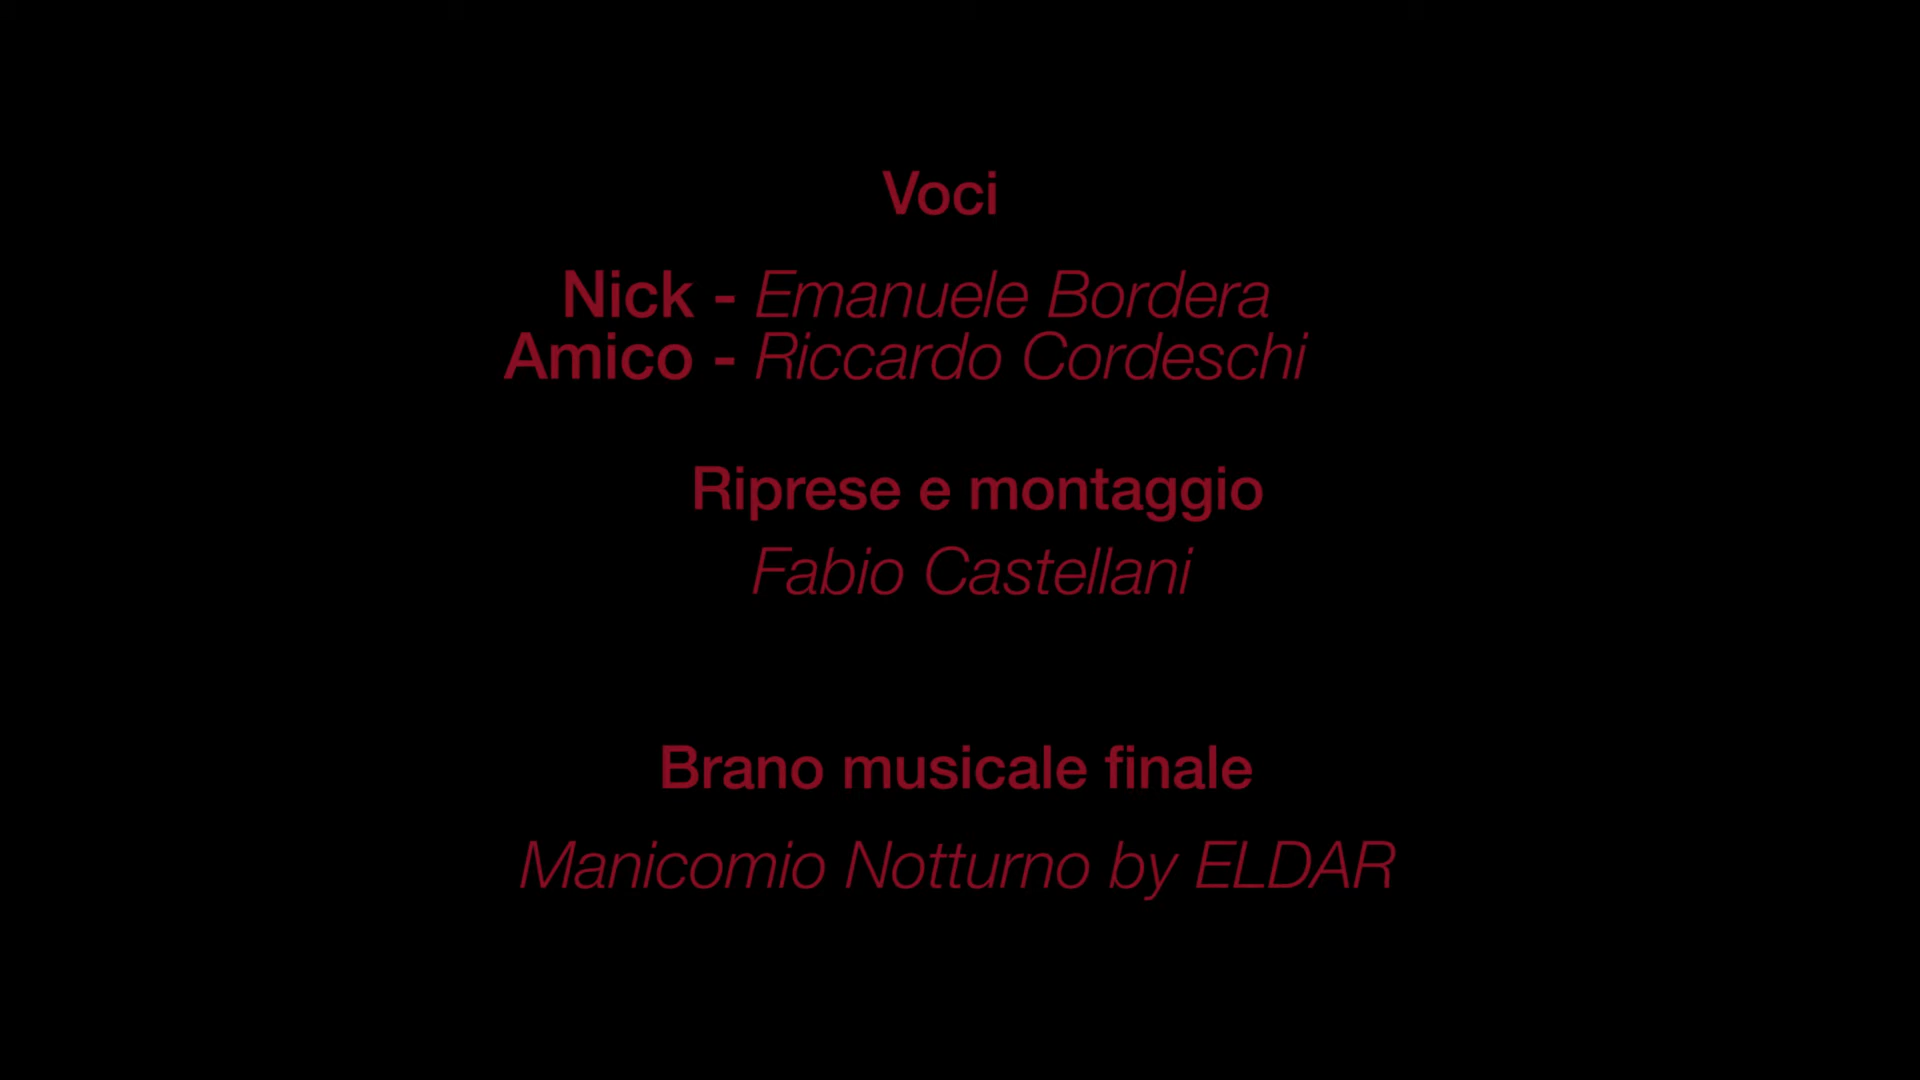 Voci
Nick - Emanuele Bordera
Amico - Riccardo Cordeschi
Riprese e montaggio
Fabio Castellani
Brano musicale finale
Manicomio Notturno by ELDAR